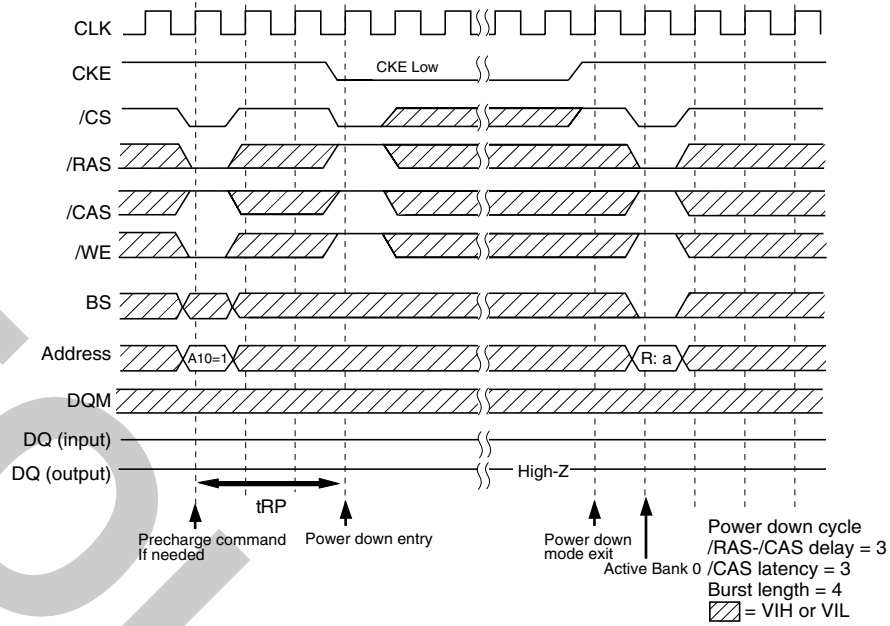 CLK
CKE
CKE Low
/CS
/RAS
/CAS
/WE
BS
Address
A10=1
R: a
DQM
DQ (input)
DQ (output)
High-Z
tRP
Precharge command
If needed
Power down entry
Power down
mode exit
Active Bank 0
Power down cycle
/RAS-/CAS delay = 3
/CAS latency = 3
Burst length = 4
= VIH or VIL